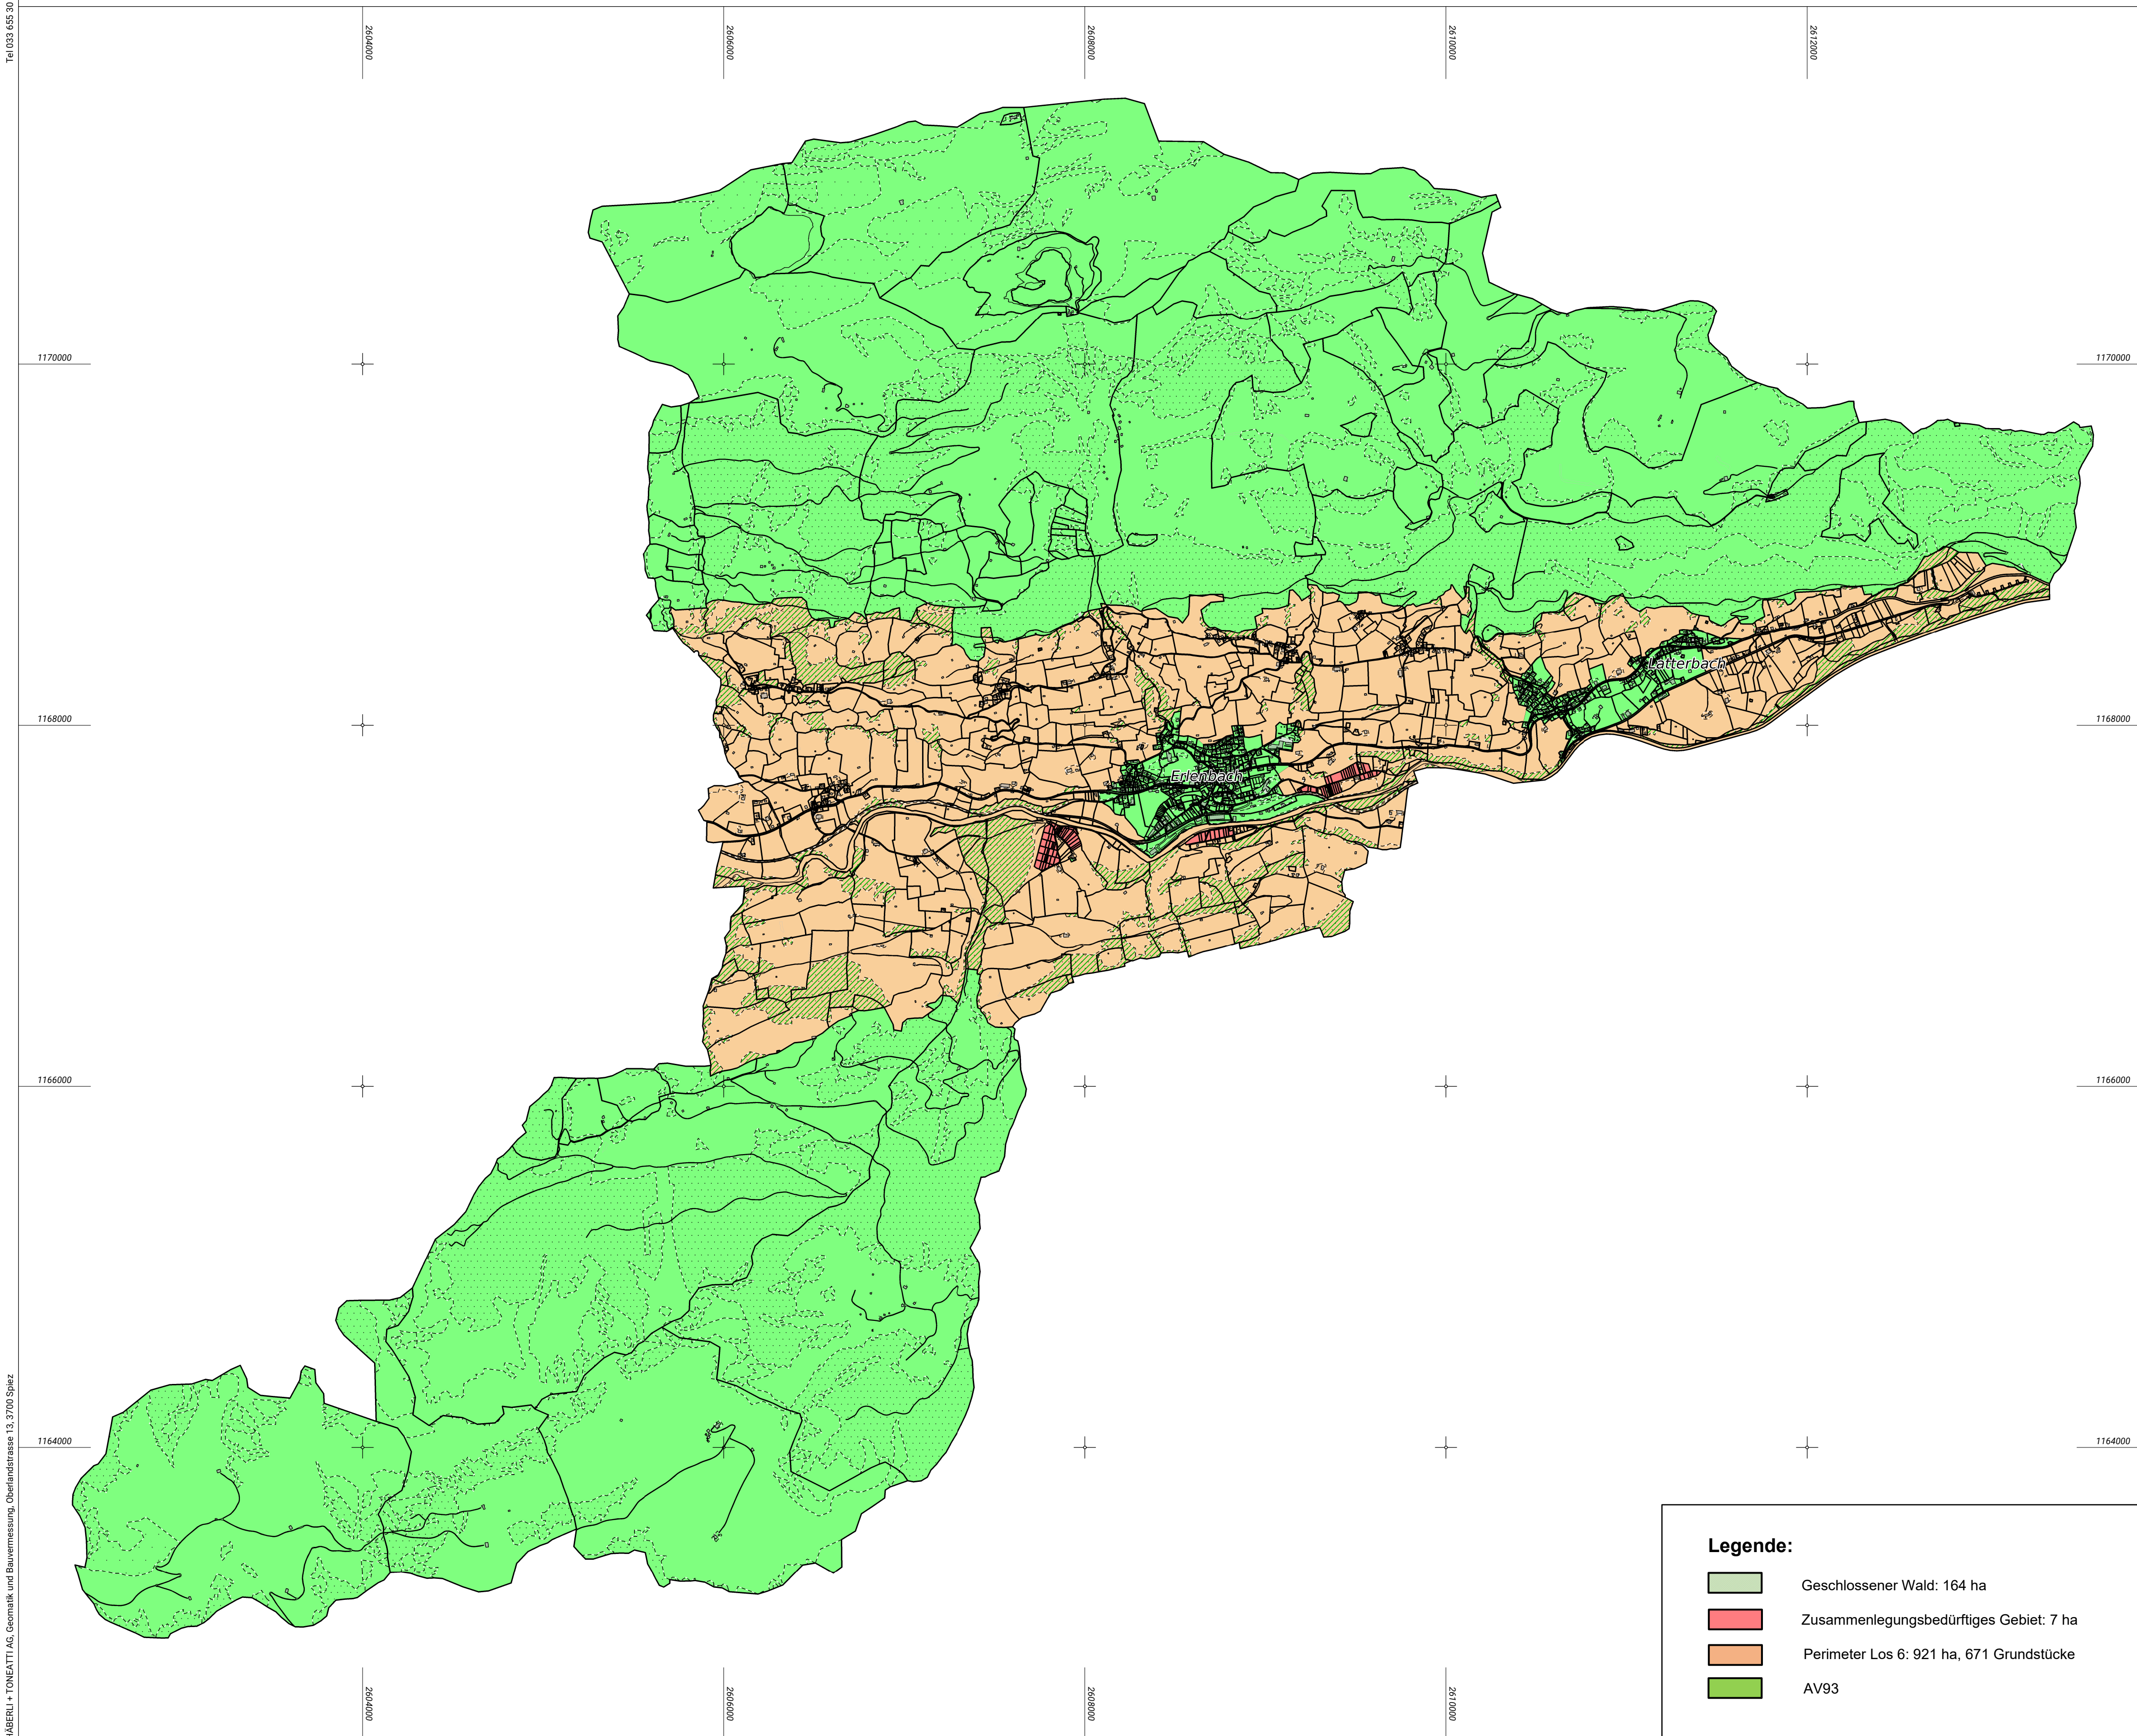 Tel 033 655 30
2604000
2606000
2608000
2610000
2612000
1170000
1170000
1168000
1168000
Latterbach
Erlenbach
1166000
1166000
1164000
1164000
HÄBERLI + TONEATTI AG, Geomatik und Bauvermessung, Oberlandstrasse 13, 3700 Spiez
2604000
2606000
2608000
2610000
Legende:
Geschlossener Wald: 164 ha
Zusammenlegungsbedürftiges Gebiet: 7 ha
Perimeter Los 6: 921 ha, 671 Grundstücke
AV93